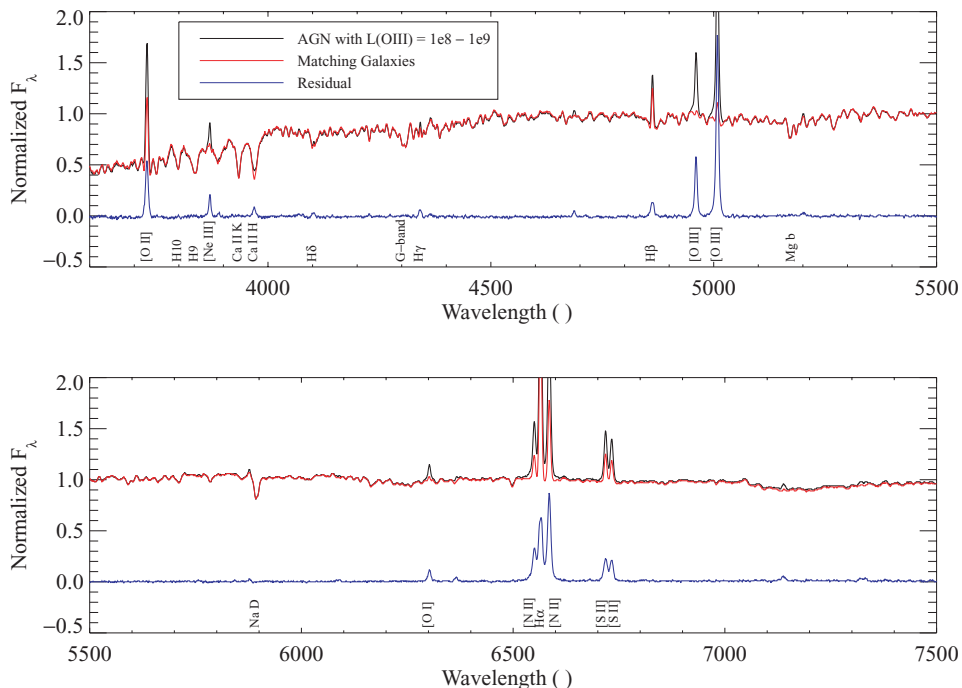 2.0
1.5
1.0
0.5
0.0
−0.5
Normalized Fλ
AGN with L(OIII) = 1e8 − 1e9
Matching Galaxies
Residual
[O II]
H10
H9
[Ne III]
Ca II K
Ca II H
Hδ
G−band
Hγ
Hβ
[O III]
[O III]
Mg b
4000
4500
5000
5500
Wavelength ( )
2.0
1.5
1.0
0.5
0.0
−0.5
Normalized Fλ
Na D
[O I]
[N II]
Hα
[N II]
[S II]
[S II]
5500
6000
6500
7000
7500
Wavelength ( )